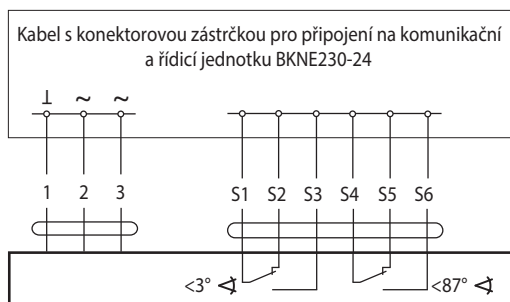 Kabel s konektorovou zástrčkou pro připojení na komunikační
a řídicí jednotku BKNE230-24
⊥ ~ ~
1 2 3 S1 S2 S3 S4 S5 S6
<3° ∢ <87° ∢